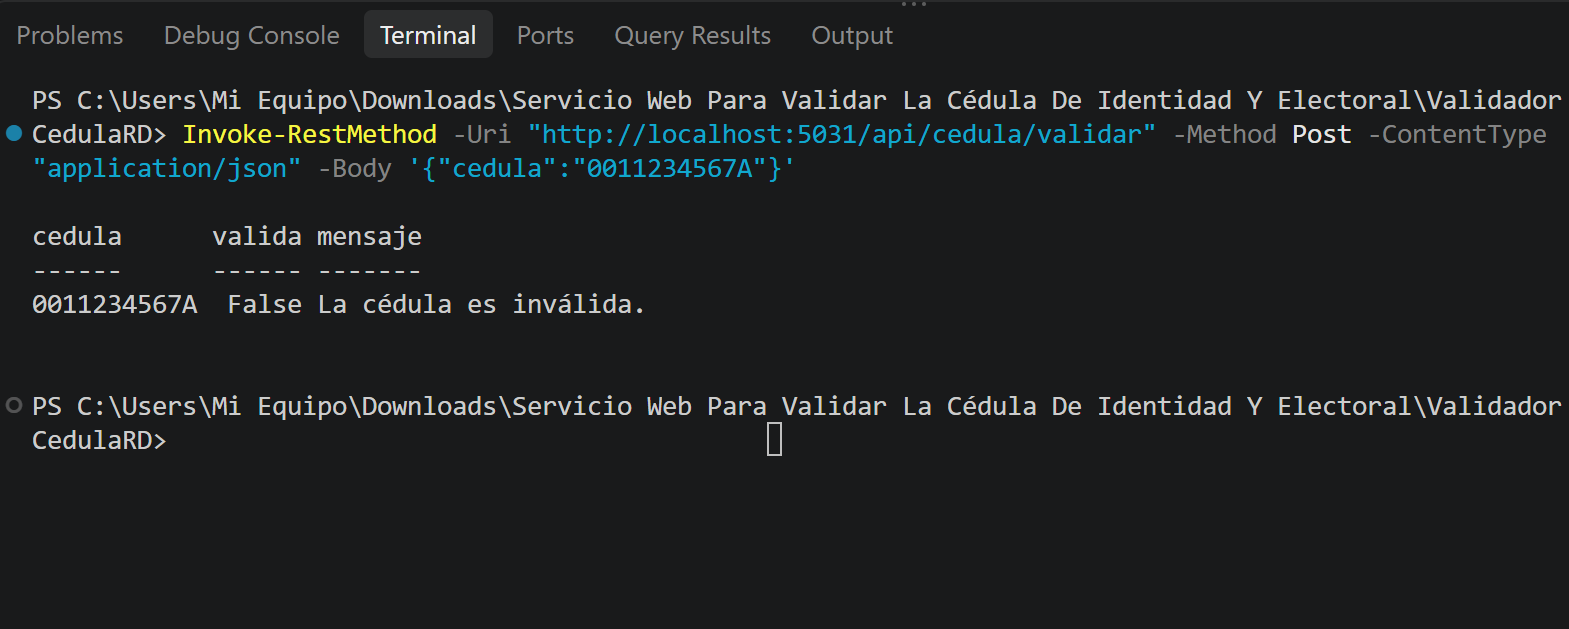 Problems Debug Console Terminal Ports Query Results Output
PS C:\Users\Mi Equipo\Downloads\Servicio Web Para Validar La Cédula De Identidad Y Electoral\Validador
CedulaRD> Invoke-RestMethod -Uri "http://localhost:5031/api/cedula/validar" -Method Post -ContentType
"application/json" -Body '{"cedula":"0011234567A"}'
cedula      valida mensaje
------      ------ -------
0011234567A  False La cédula es inválida.
PS C:\Users\Mi Equipo\Downloads\Servicio Web Para Validar La Cédula De Identidad Y Electoral\Validador
CedulaRD>